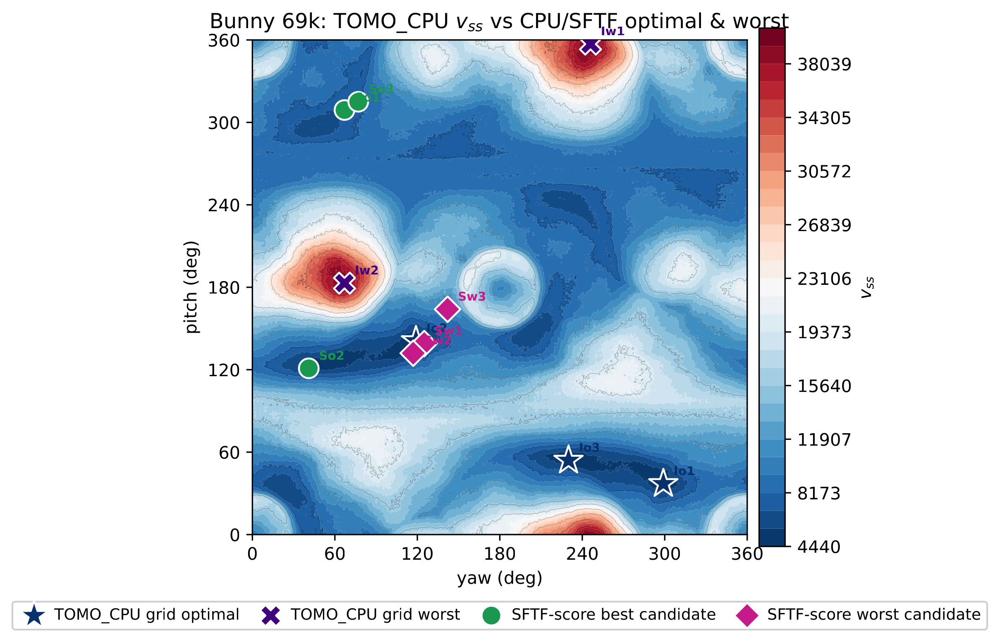 Bunny 69k: TOMO_CPU vss vs CPU/SFTF optimal & worst
Iw1
360
300
240
180
120
60
0
pitch (deg)
So3
Iw2
Sw3
Sw1
So2
Io3
Io1
0 60 120 180 240 300 360
yaw (deg)
38039
34305
30572
26839
23106
19373
15640
11907
8173
4440
vss
TOMO_CPU grid optimal
TOMO_CPU grid worst
SFTF-score best candidate
SFTF-score worst candidate